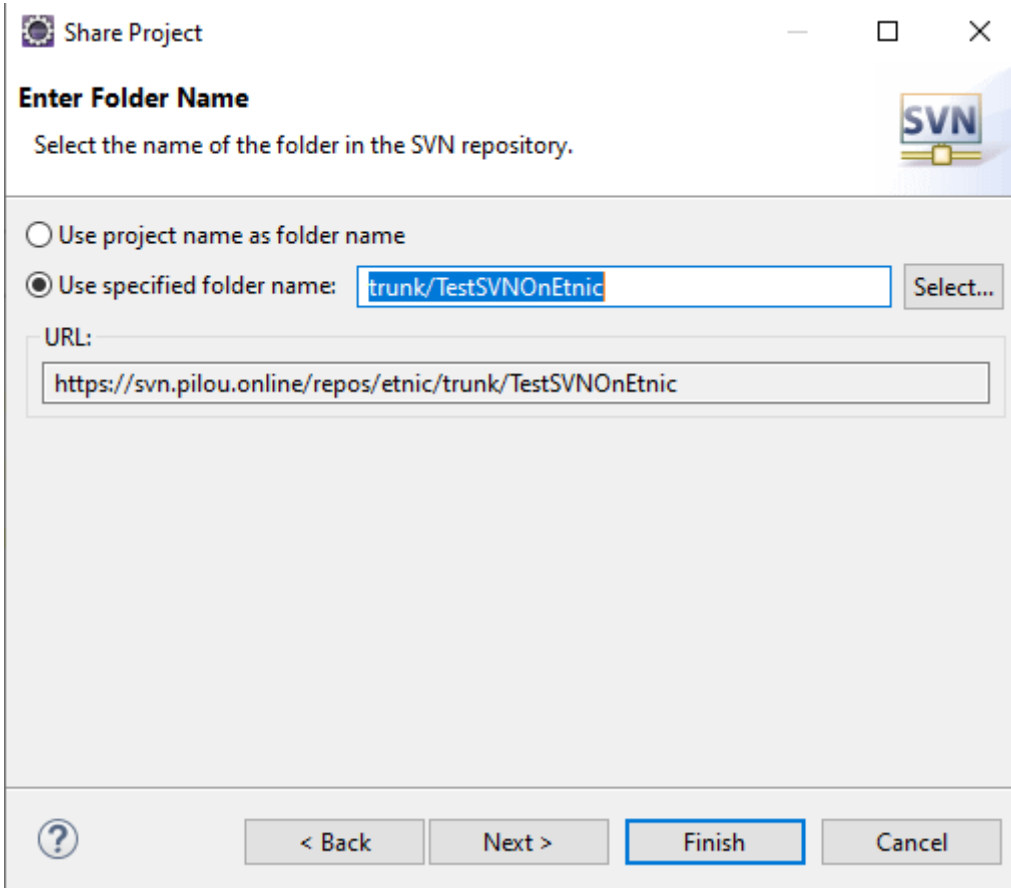 Share Project
Enter Folder Name
Select the name of the folder in the SVN repository.
SVN
Use project name as folder name
Use specified folder name: trunk/TestSVNOnEtnic Select...
URL:
https://svn.pilou.online/repos/etnic/trunk/TestSVNOnEtnic
? < Back Next > Finish Cancel